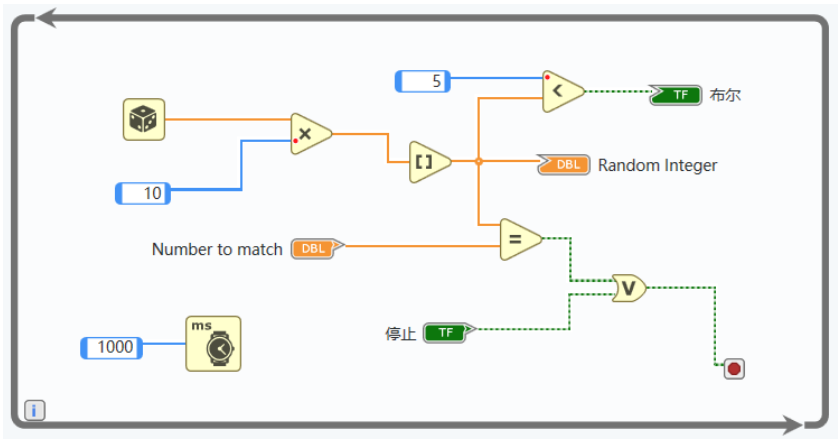 5
<
TF 布尔
×
[ ]
DBL Random Integer
10
Number to match DBL
=
V
停止 TF
ms
1000
i